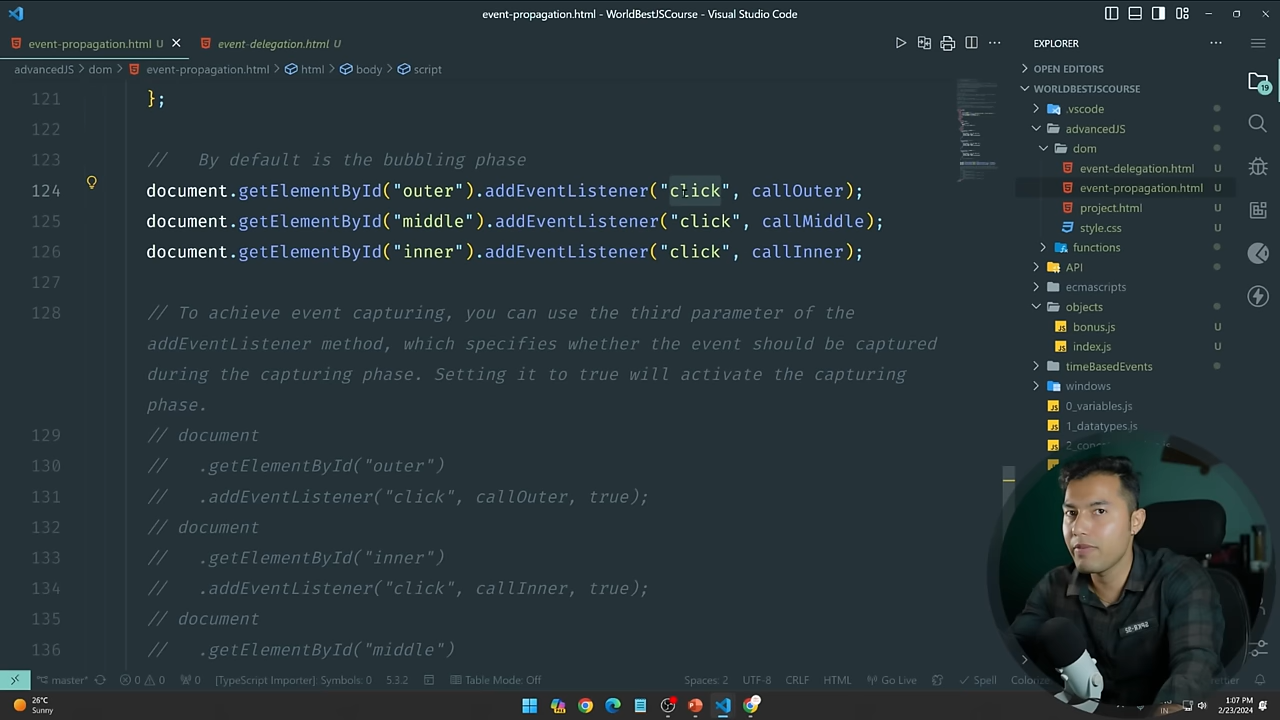 event-propagation.html - WorldBestJSCourse - Visual Studio Code
event-propagation.html U
event-delegation.html U
advancedJS > dom > event-propagation.html > html > body > script
121 };
122
123 // By default is the bubbling phase
124 document.getElementById("outer").addEventListener("click", callOuter);
125 document.getElementById("middle").addEventListener("click", callMiddle);
126 document.getElementById("inner").addEventListener("click", callInner);
127
128 // To achieve event capturing, you can use the third parameter of the
addEventListener method, which specifies whether the event should be captured
during the capturing phase. Setting it to true will activate the capturing
phase.
129 // document
130 // .getElementById("outer")
131 // .addEventListener("click", callOuter, true);
132 // document
133 // .getElementById("inner")
134 // .addEventListener("click", callInner, true);
135 // document
136 // .getElementById("middle")
EXPLORER
OPEN EDITORS
WORLDBESTJSCOURSE
19
.vscode
advancedJS
dom
event-delegation.html U
event-propagation.html U
project.html U
style.css U
functions
API
ecmascripts
objects
bonus.js U
index.js U
timeBasedEvents
windows
0_variables.js
1_datatypes.js
master*
0 0
0
[TypeScript Importer]: Symbols: 0
5.3.2
Table Mode: Off
Spaces: 2
UTF-8
CRLF
HTML
Go Live
Spell
26°C
Sunny
IN
1:07 PM
2/23/2024